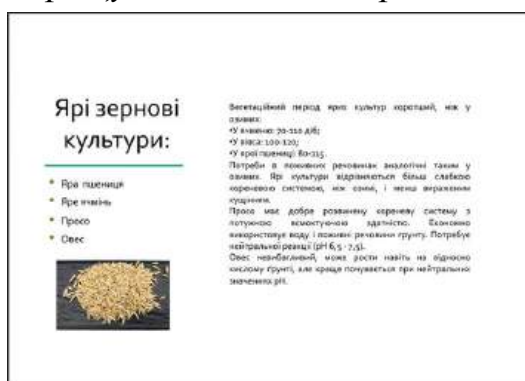 Ярі зернові
культури:
Яра пшениця
Яре ячмінь
Просо
Овес
Вегетаційний період ярих культур коротший, ніж у
озимих:
•У ячменю: 70-110 діб;
•У вівса: 100-120;
•У ярої пшениці: 80-115.
Потреби в поживних речовинах аналогічні таким у
озимих. Ярі культури відрізняються більш слабкою
кореневою системою, ніж озимі, і менш вираженим
кущінням.
Просо має добре розвинену кореневу систему з
потужною всмоктуючою здатністю. Економно
використовує воду і поживні речовини ґрунту. Потребує
нейтральної реакції (рН 6,5 - 7,5).
Овес невибагливий, може рости навіть на відносно
кислому ґрунті, але краще почувається при нейтральних
значеннях рН.